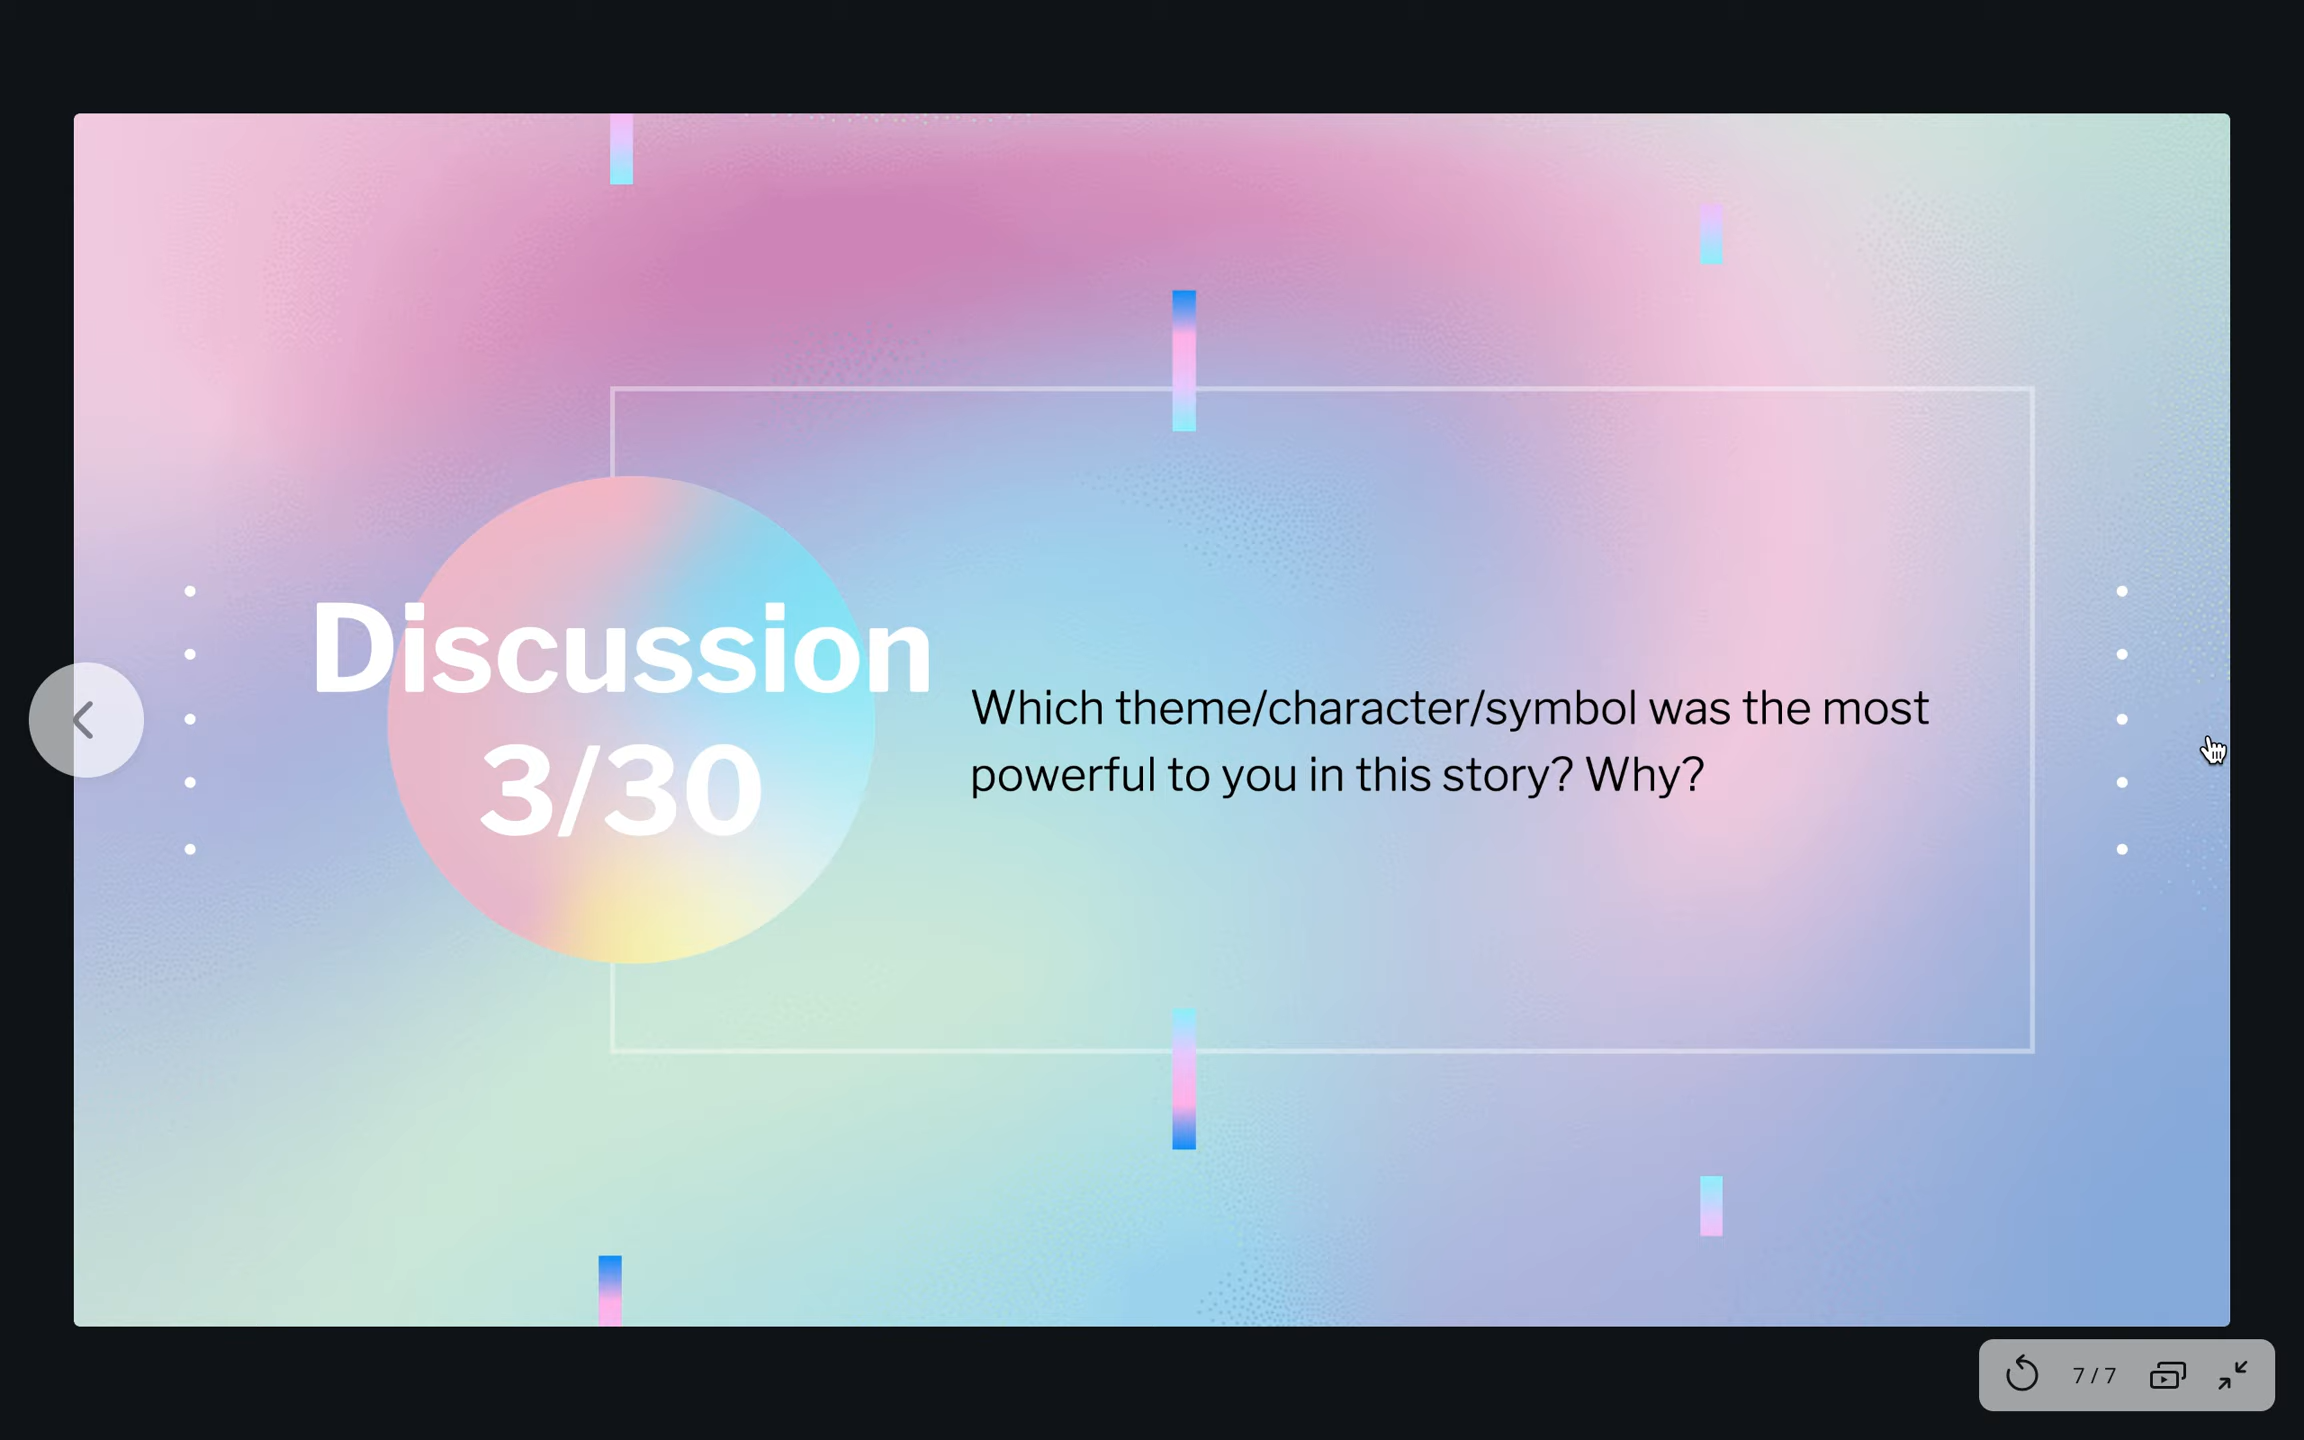 Discussion
3/30
Which theme/character/symbol was the most
powerful to you in this story? Why?
7 / 7